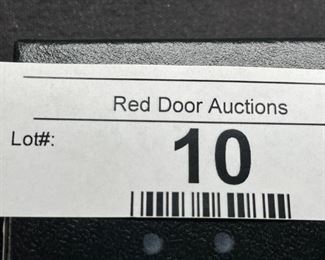 Red Door Auctions
Lot#: 10